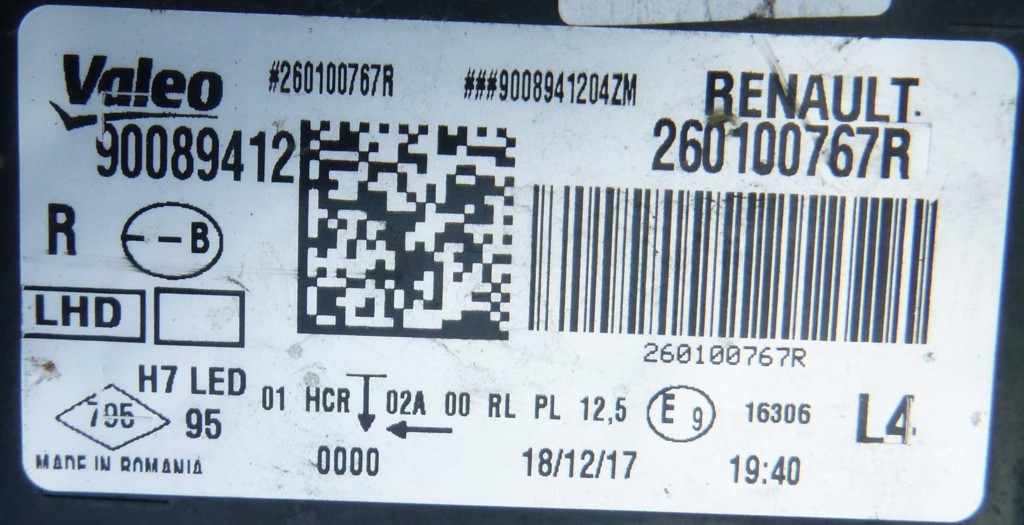 Valeo #260100767R ###9008941204ZM RENAULT
90089412 260100767R
R B
LHD
260100767R
H7 LED
795 95 01 HCR 02A 00 RL PL 12,5 E 9 16306 L4
MADE IN ROMANIA 0000 18/12/17 19:40